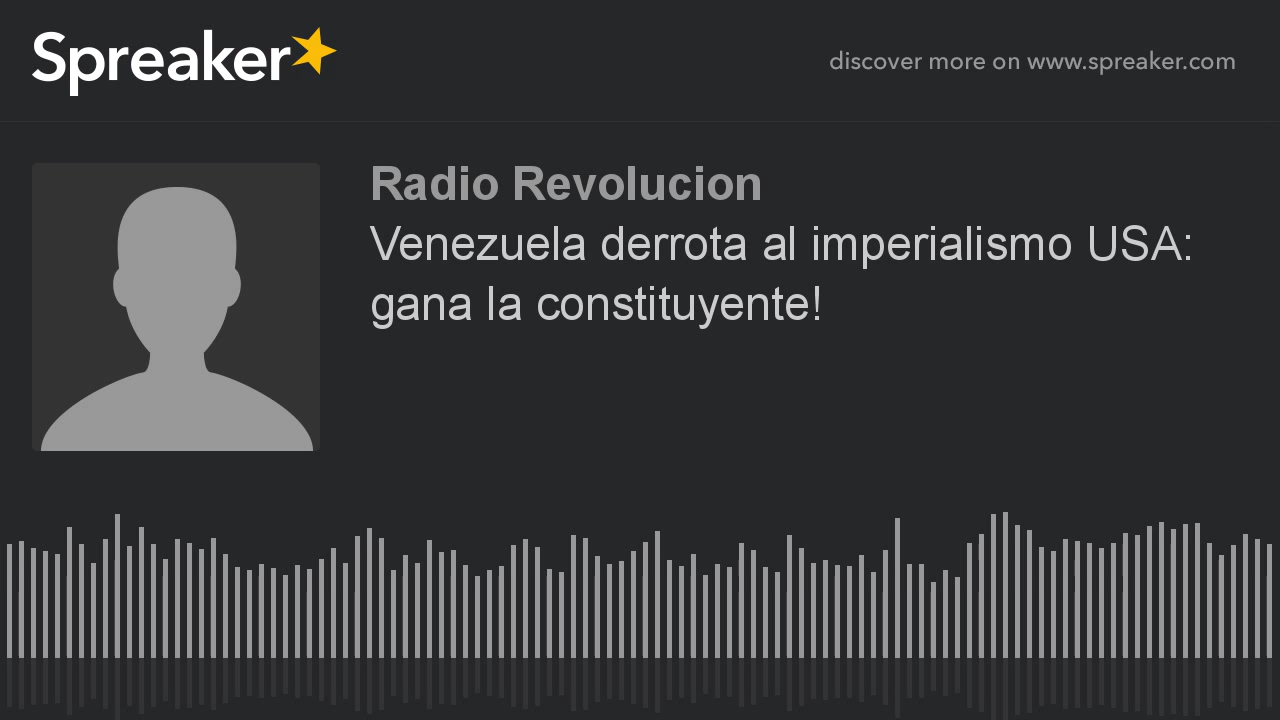 Spreaker
discover more on www.spreaker.com
Radio Revolucion
Venezuela derrota al imperialismo USA:
gana la constituyente!